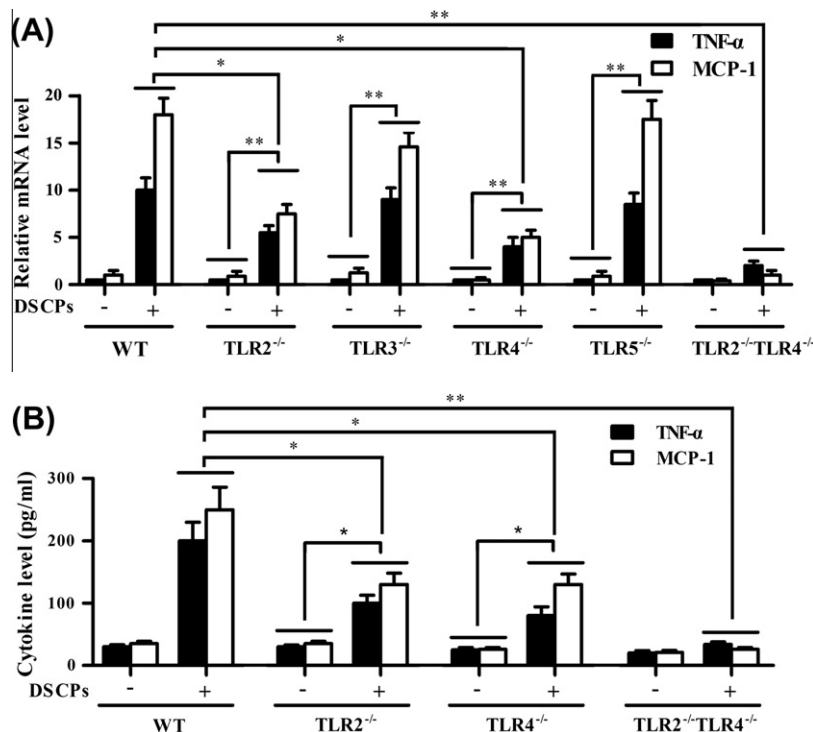 (A)
**
*
*
**
**
**
**
TNF-α
MCP-1
Relative mRNA level
20
15
10
5
0
DSCPs - + - + - + - + - + - +
WT TLR2-/- TLR3-/- TLR4-/- TLR5-/- TLR2-/-TLR4-/-
(B)
**
*
*
*
*
TNF-α
MCP-1
Cytokine level (pg/ml)
300
200
100
0
DSCPs - + - + - + - +
WT TLR2-/- TLR4-/- TLR2-/-TLR4-/-